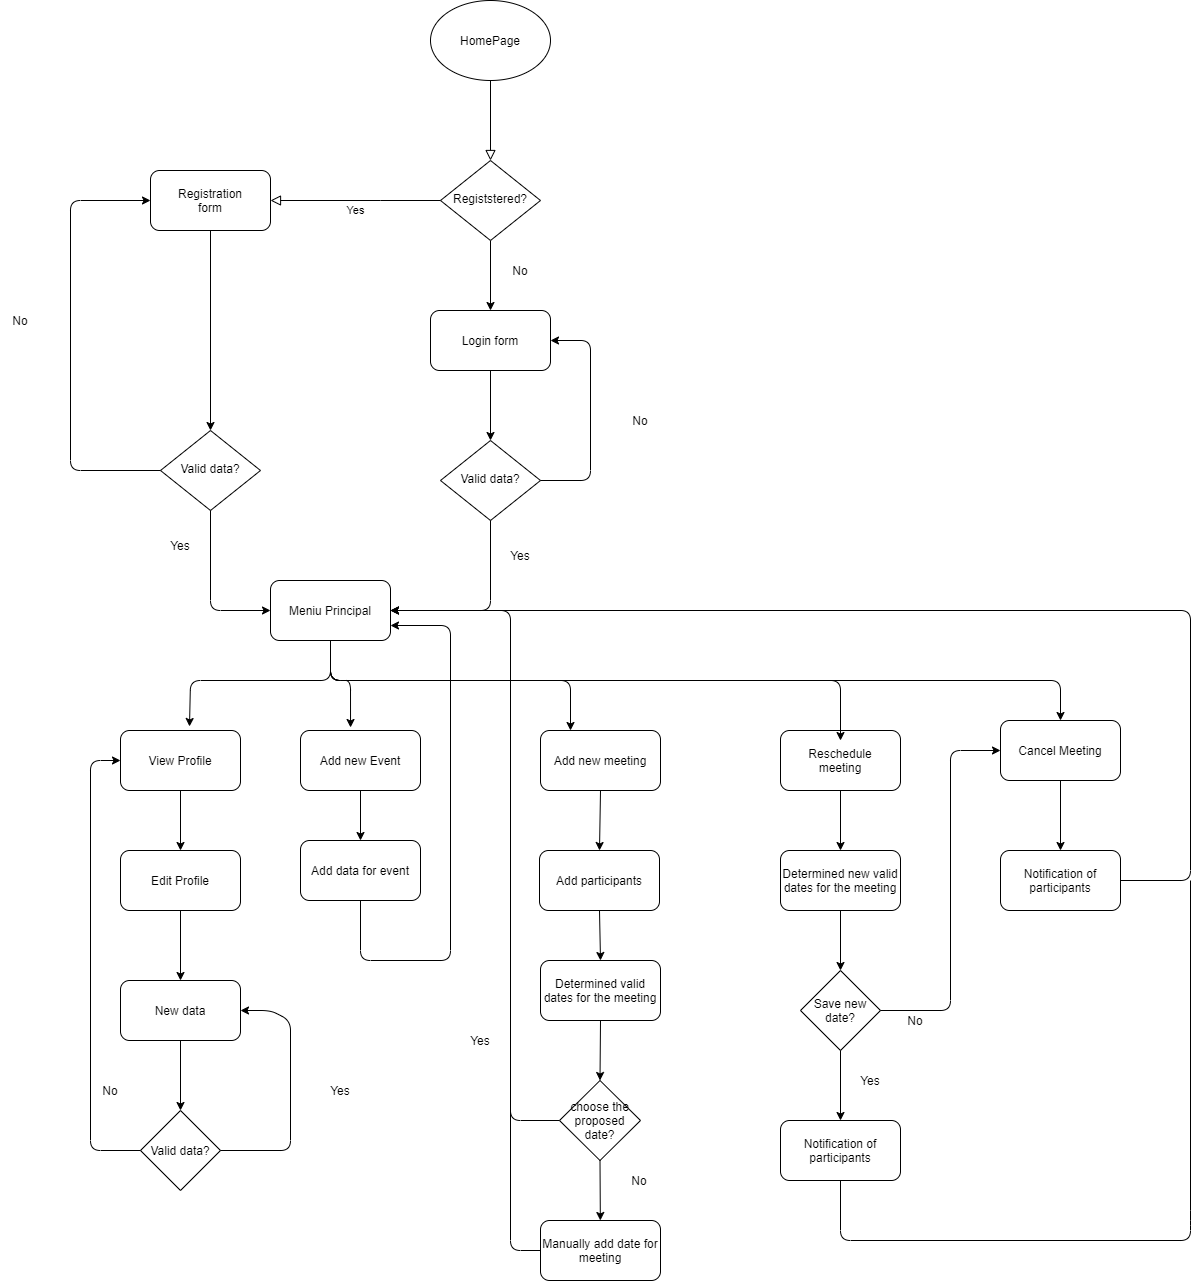 HomePage
Registration
form
Yes
Registstered?
No
No
Login form
No
Valid data?
Valid data?
Yes
Yes
Meniu Principal
View Profile
Add new Event
Add new meeting
Reschedule
meeting
Cancel Meeting
Edit Profile
Add data for event
Add participants
Determined new valid
dates for the meeting
Notification of
participants
New data
Determined valid
dates for the meeting
Save new
date?
No
Yes
No
Yes
Yes
choose the
proposed
date?
Valid data?
Notification of
participants
No
Manually add date for
meeting